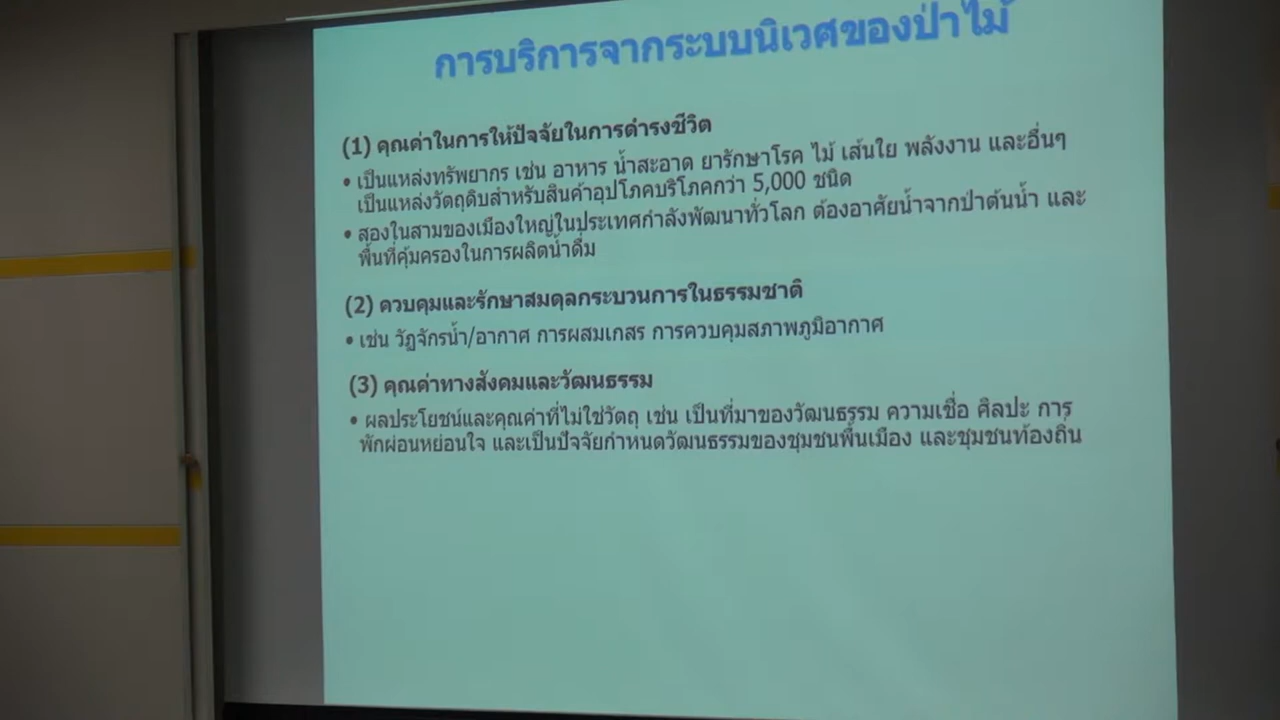 การบริการจากระบบนิเวศของป่าไม้
(1) คุณค่าในการให้ปัจจัยในการดำรงชีวิต
• เป็นแหล่งทรัพยากร เช่น อาหาร น้ำสะอาด ยารักษาโรค ไม้ เส้นใย พลังงาน และอื่นๆ
เป็นแหล่งวัตถุดิบสำหรับสินค้าอุปโภคบริโภคกว่า 5,000 ชนิด
• สองในสามของเมืองใหญ่ในประเทศกำลังพัฒนาทั่วโลก ต้องอาศัยน้ำจากป่าต้นน้ำ และ
พื้นที่คุ้มครองในการผลิตน้ำดื่ม
(2) ควบคุมและรักษาสมดุลกระบวนการในธรรมชาติ
• เช่น วัฏจักรน้ำ/อากาศ การผสมเกสร การควบคุมสภาพภูมิอากาศ
(3) คุณค่าทางสังคมและวัฒนธรรม
• ผลประโยชน์และคุณค่าที่ไม่ใช่วัตถุ เช่น เป็นที่มาของวัฒนธรรม ความเชื่อ ศิลปะ การ
พักผ่อนหย่อนใจ และเป็นปัจจัยกำหนดวัฒนธรรมของชุมชนพื้นเมือง และชุมชนท้องถิ่น